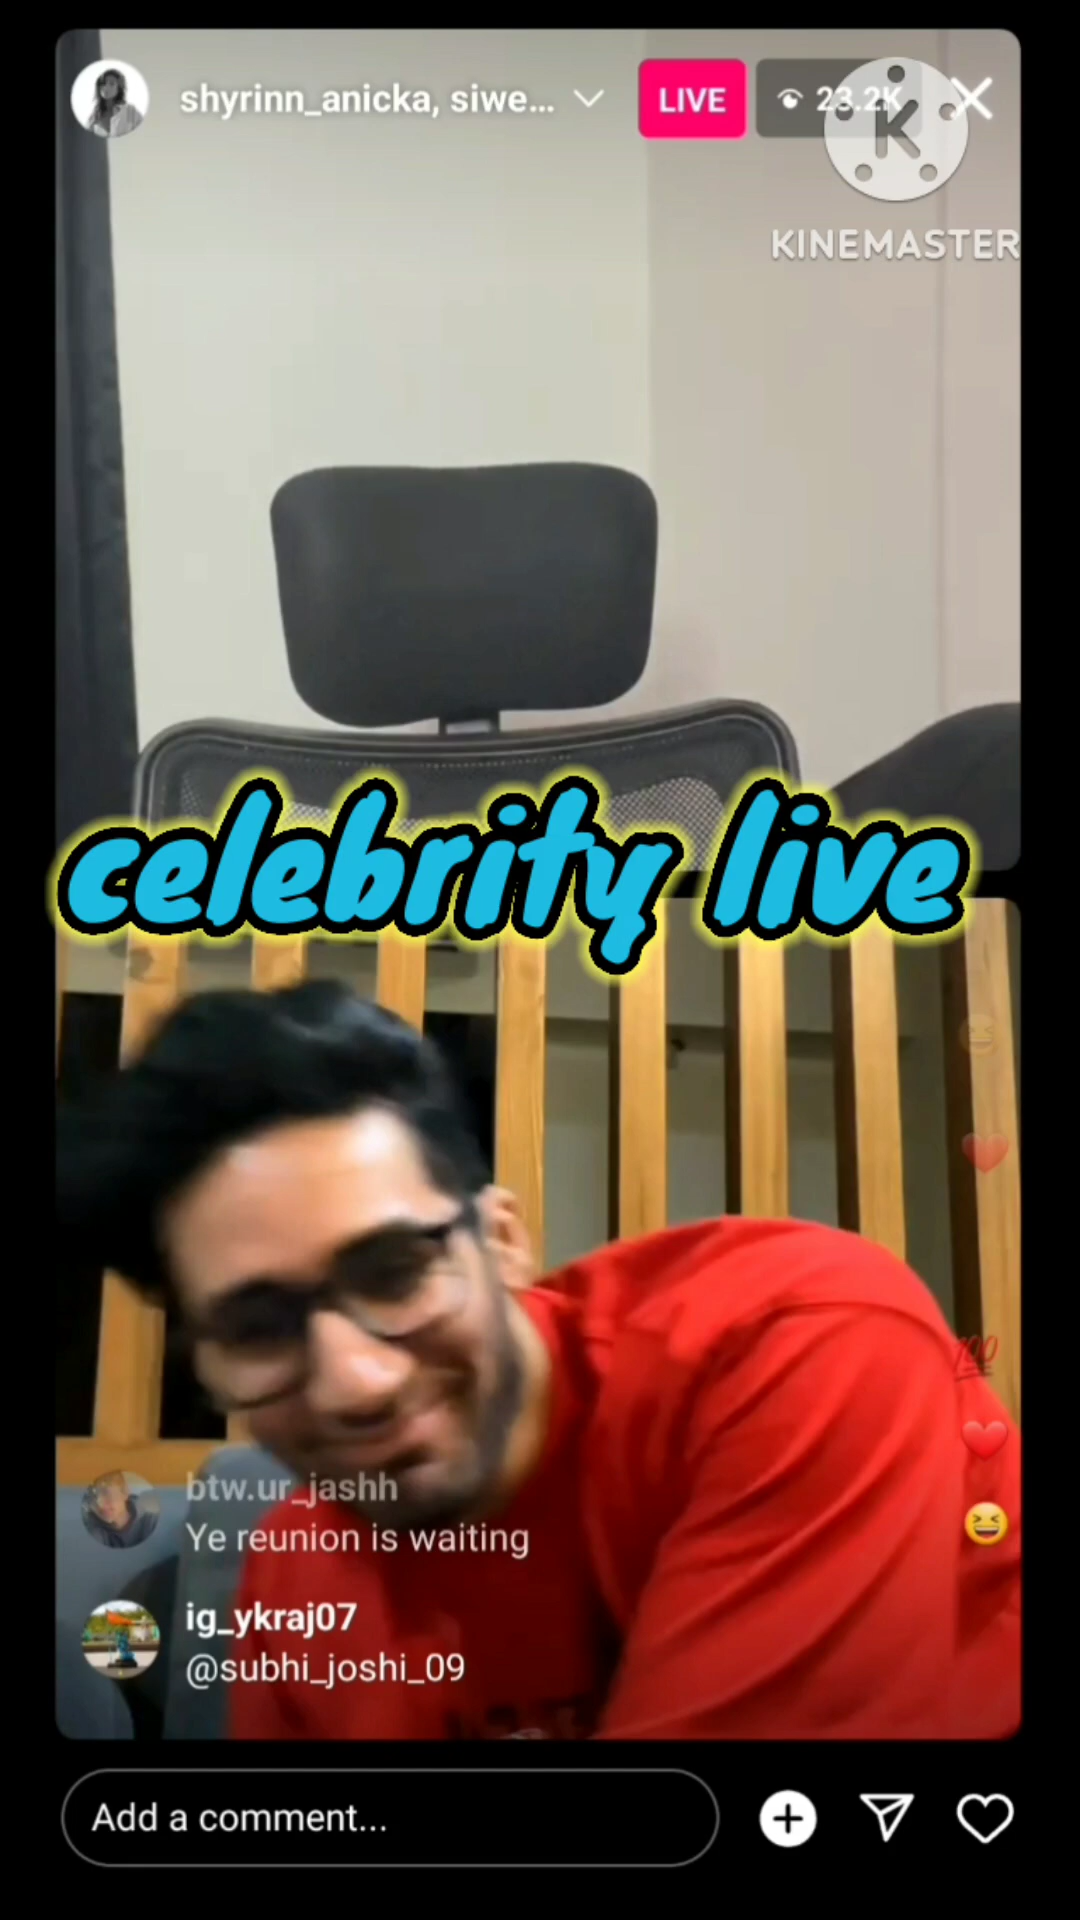 shyrinn_anicka, siwe...
LIVE
23.2K
KINEMASTER
celebrity live
btw.ur_jashh
Ye reunion is waiting
ig_ykraj07
@subhi_joshi_09
Add a comment...